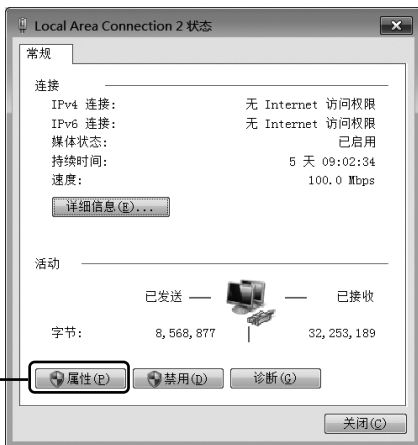 Local Area Connection 2 状态
常规
连接
IPv4 连接: 无 Internet 访问权限
IPv6 连接: 无 Internet 访问权限
媒体状态: 已启用
持续时间: 5 天 09:02:34
速度: 100.0 Mbps
详细信息(E)...
活动
已发送 已接收
字节: 8,568,877 32,253,189
属性(P) 禁用(D) 诊断(G)
关闭(C)